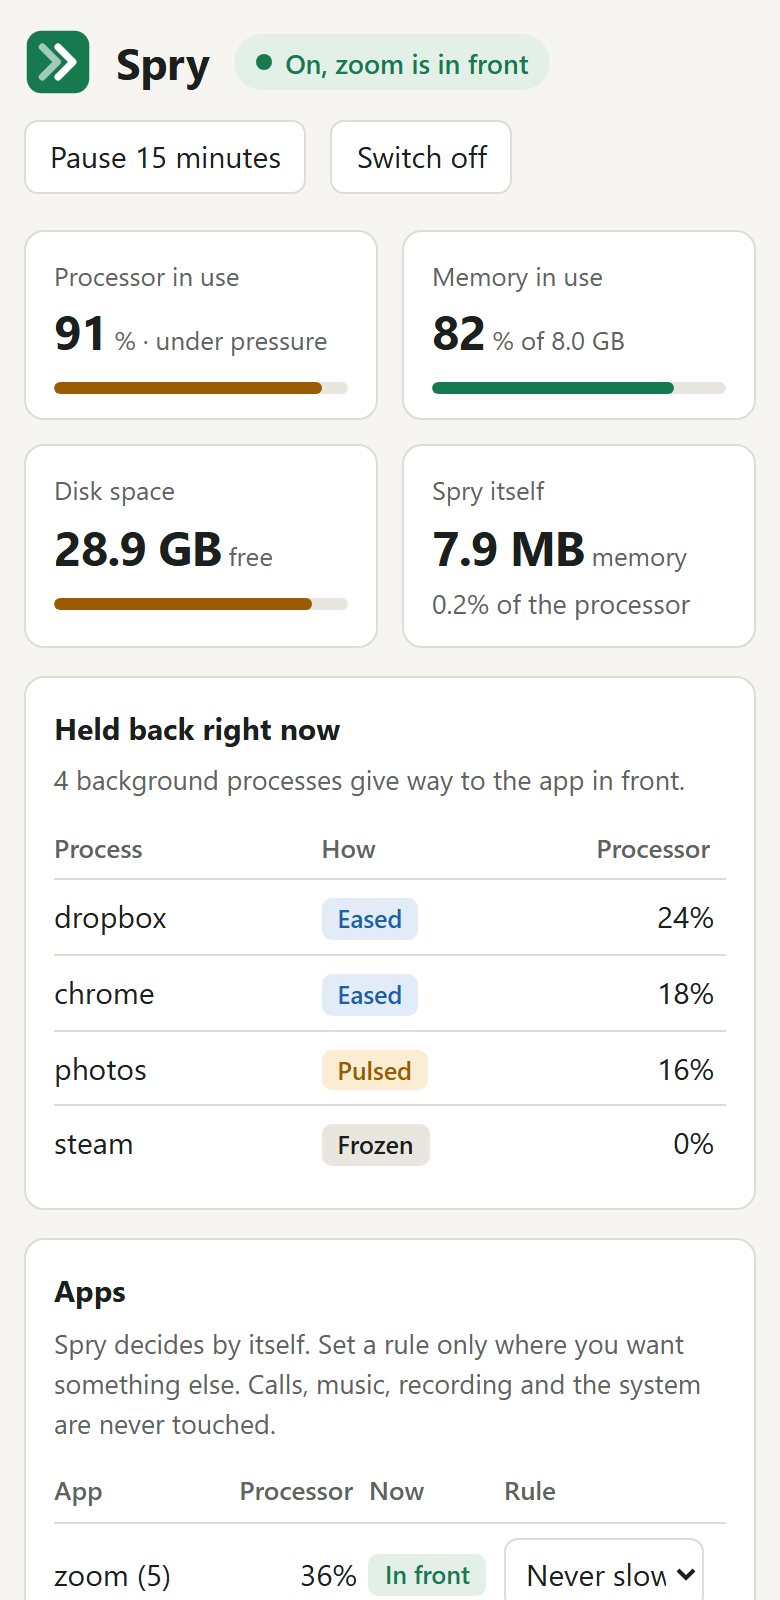 Spry
On, zoom is in front
Pause 15 minutes
Switch off
Processor in use
91 % · under pressure
Memory in use
82 % of 8.0 GB
Disk space
28.9 GB free
Spry itself
7.9 MB memory
0.2% of the processor
Held back right now
4 background processes give way to the app in front.
Process How Processor
dropbox Eased 24%
chrome Eased 18%
photos Pulsed 16%
steam Frozen 0%
Apps
Spry decides by itself. Set a rule only where you want
something else. Calls, music, recording and the system
are never touched.
App Processor Now Rule
zoom (5) 36% In front Never slow